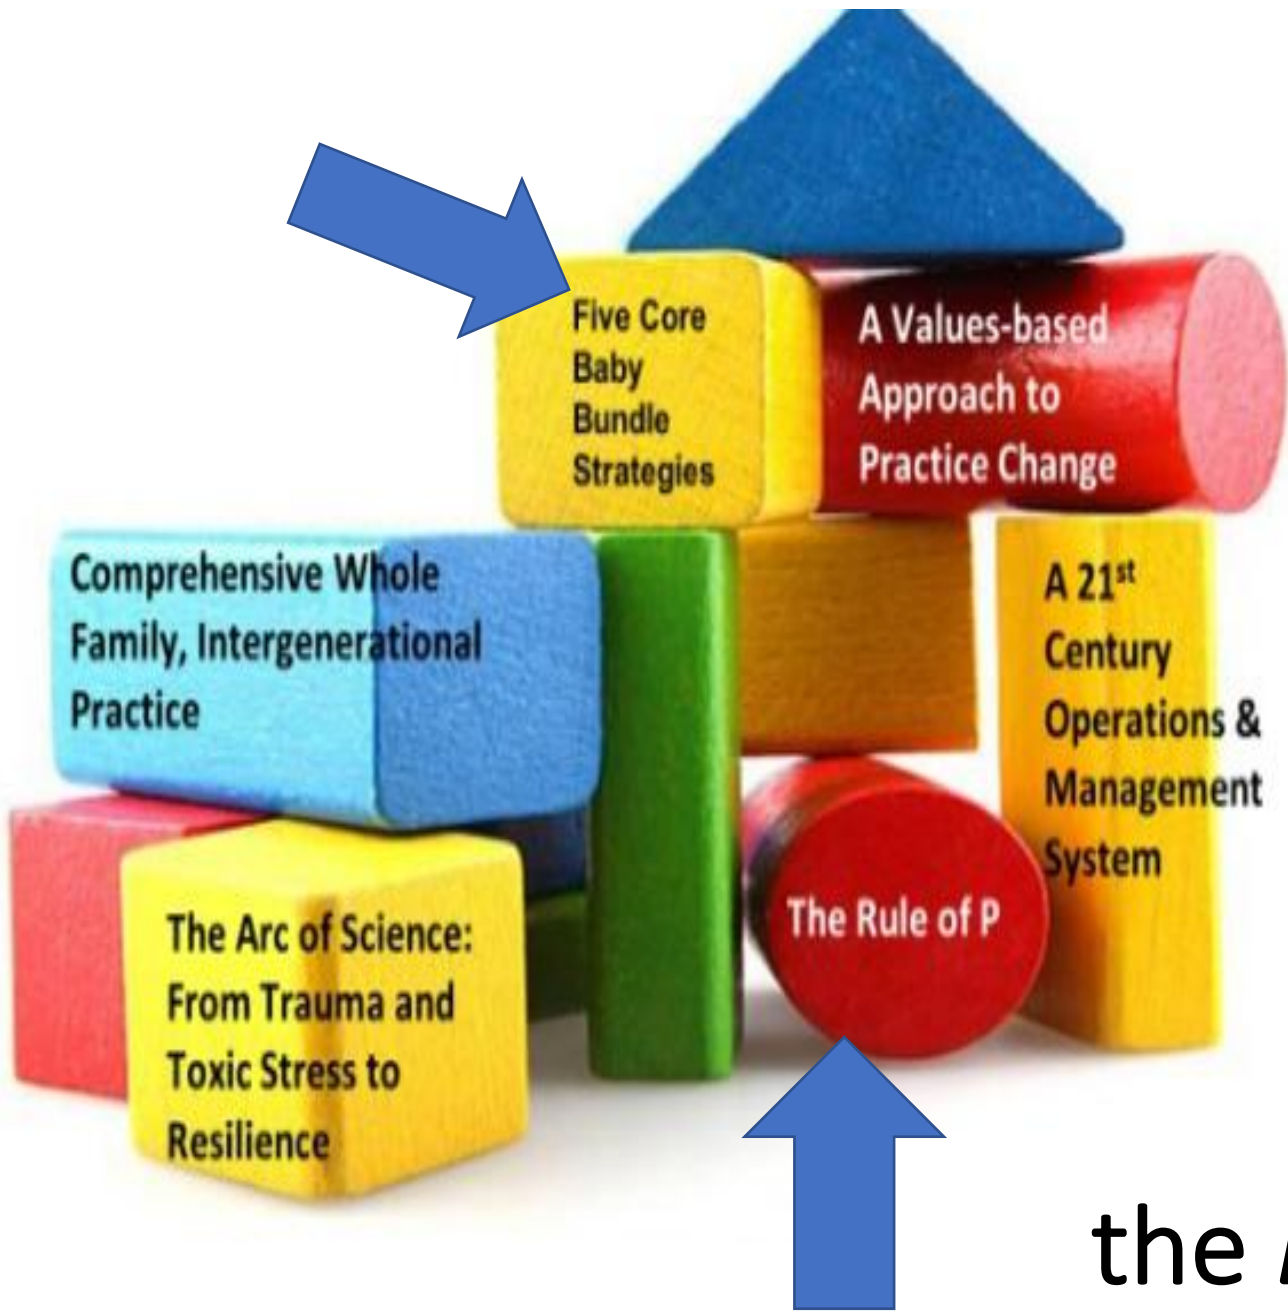 Five Core
Baby
Bundle
Strategies
A Values-based
Approach to
Practice Change
Comprehensive Whole
Family, Intergenerational
Practice
A 21st
Century
Operations &
Management
System
The Arc of Science:
From Trauma and
Toxic Stress to
Resilience
The Rule of P
the